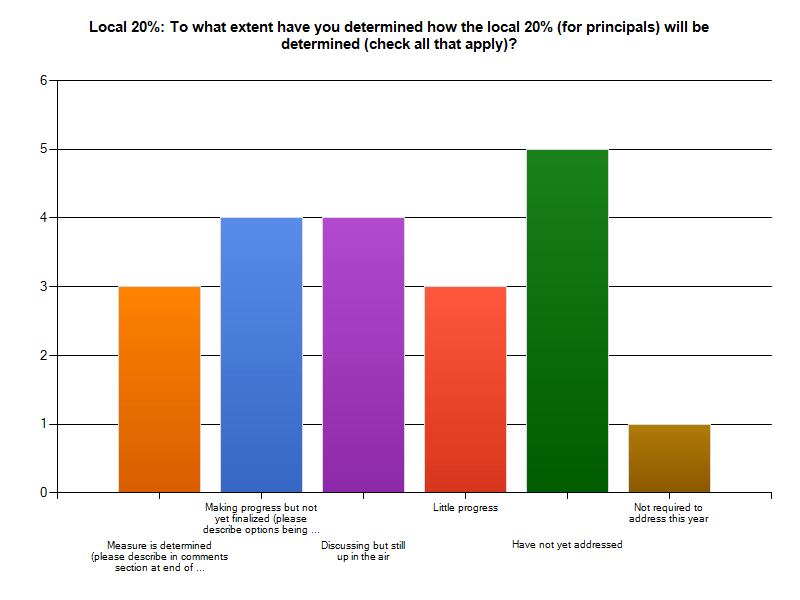 Local 20%: To what extent have you determined how the local 20% (for principals) will be
determined (check all that apply)?
6
5
4
3
2
1
0
Measure is determined
(please describe in comments
section at end of ...
Making progress but not
yet finalized (please
describe options being ...
Discussing but still
up in the air
Little progress
Have not yet addressed
Not required to
address this year